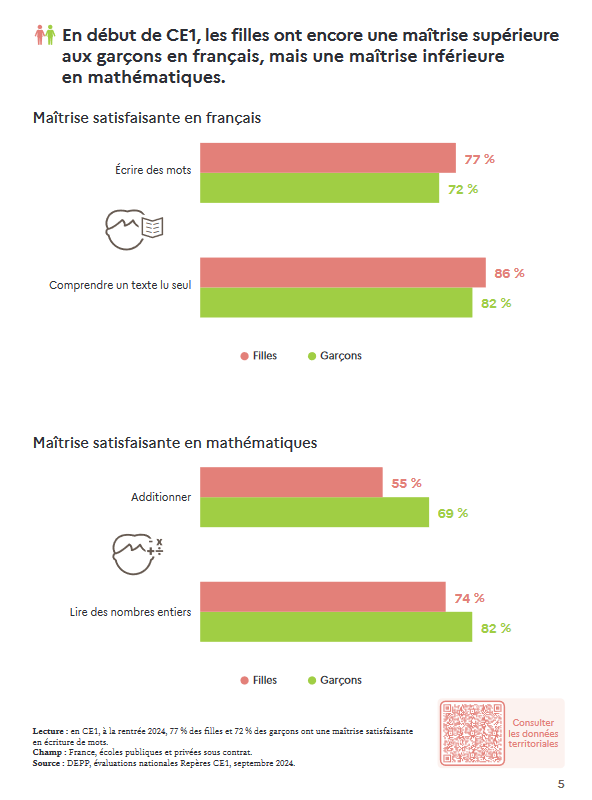 En début de CE1, les filles ont encore une maîtrise supérieure
aux garçons en français, mais une maîtrise inférieure
en mathématiques.
Maîtrise satisfaisante en français
Écrire des mots
77 %
72 %
Comprendre un texte lu seul
86 %
82 %
Filles Garçons
Maîtrise satisfaisante en mathématiques
Additionner
55 %
69 %
Lire des nombres entiers
74 %
82 %
Filles Garçons
Lecture : en CE1, à la rentrée 2024, 77 % des filles et 72 % des garçons ont une maîtrise satisfaisante
en écriture de mots.
Champ : France, écoles publiques et privées sous contrat.
Source : DEPP, évaluations nationales Repères CE1, septembre 2024.
Consulter
les données
territoriales
5